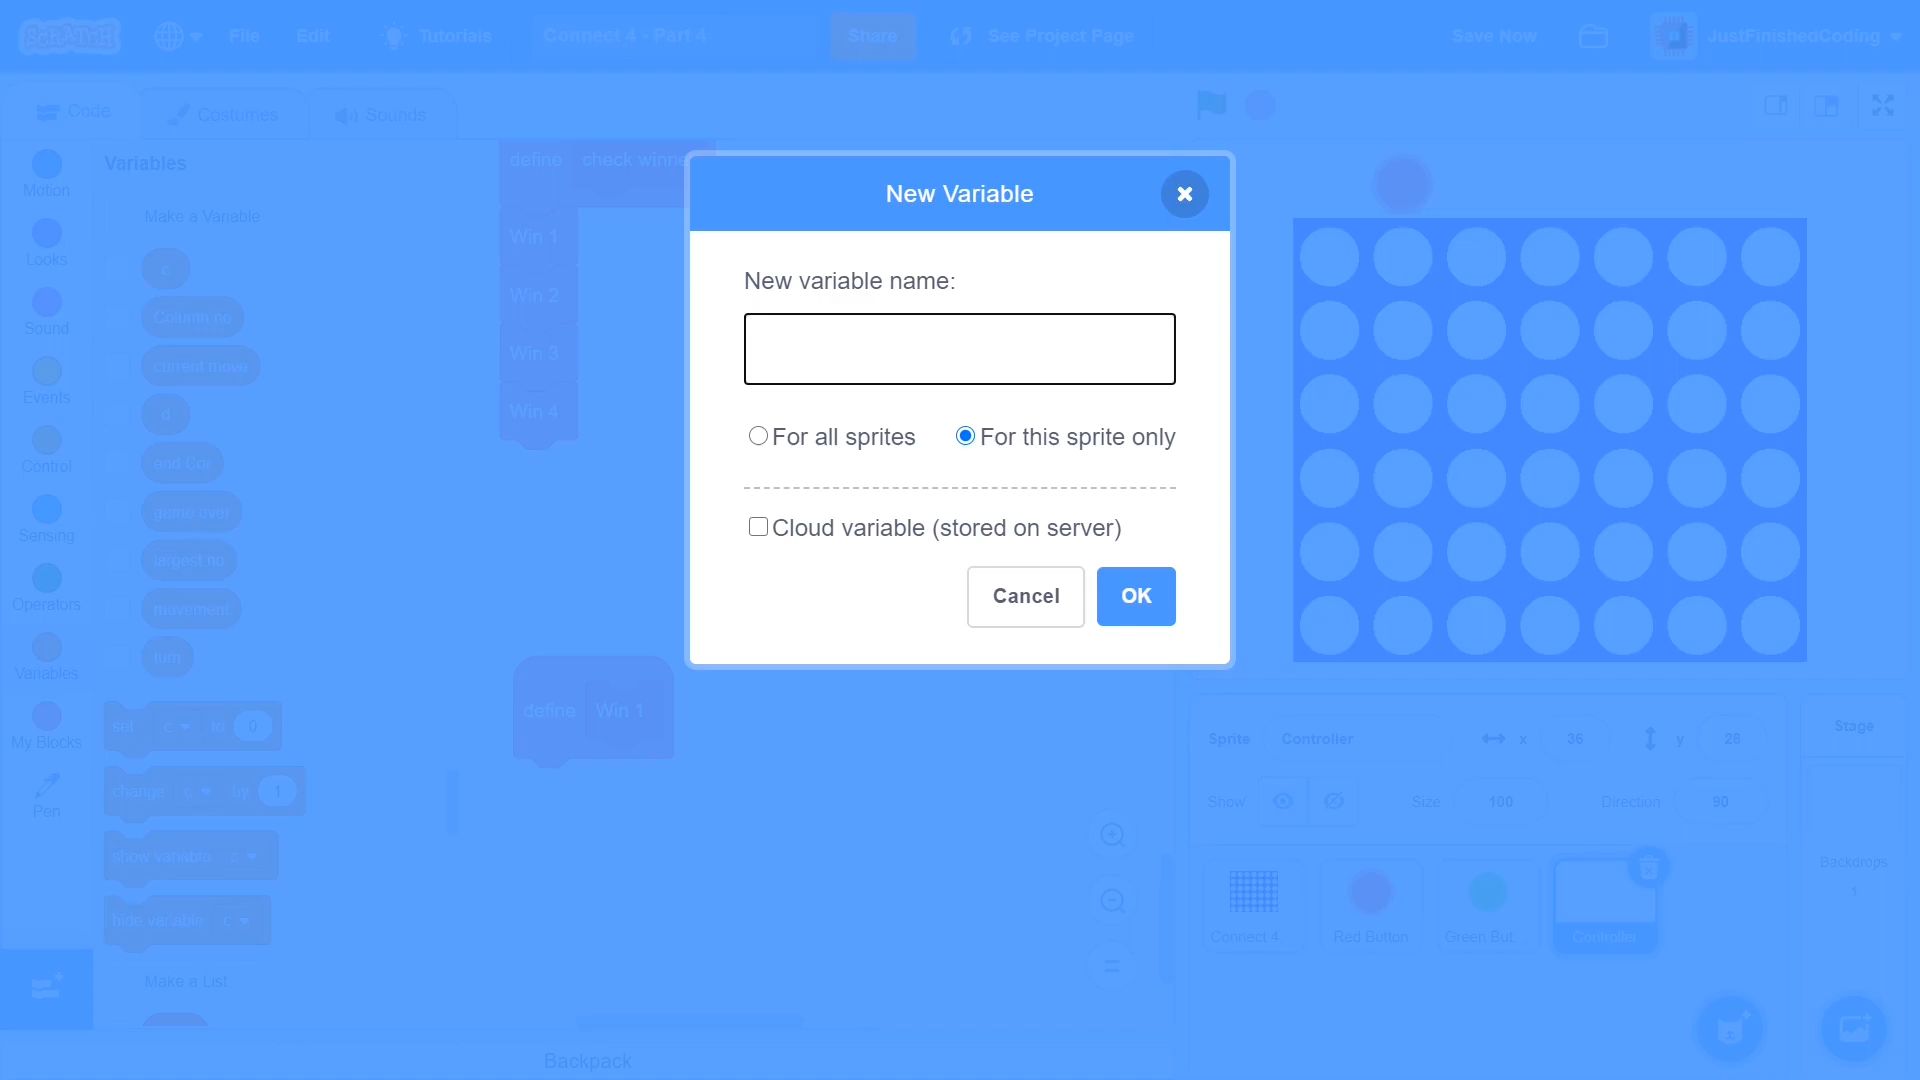 SCRATCH
File
Edit
Tutorials
Connect 4 - Part 4
Share
See Project Page
Save Now
JustFinishedCoding
Code
Costumes
Sounds
Motion
Looks
Sound
Events
Control
Sensing
Operators
Variables
My Blocks
Pen
Variables
Make a Variable
c
Column no
current move
d
end Cor
game over
largest no
movement
turn
set c to 0
change c by 1
show variable c
hide variable c
Make a List
define check winne
Win 1
Win 2
Win 3
Win 4
define Win 1
New Variable
New variable name:
For all sprites
For this sprite only
Cloud variable (stored on server)
Cancel
OK
Sprite Controller x 36 y 28
Show Size 100 Direction 90
Connect 4
Red Button
Green But.
Controller
Stage
Backdrops
1
Backpack